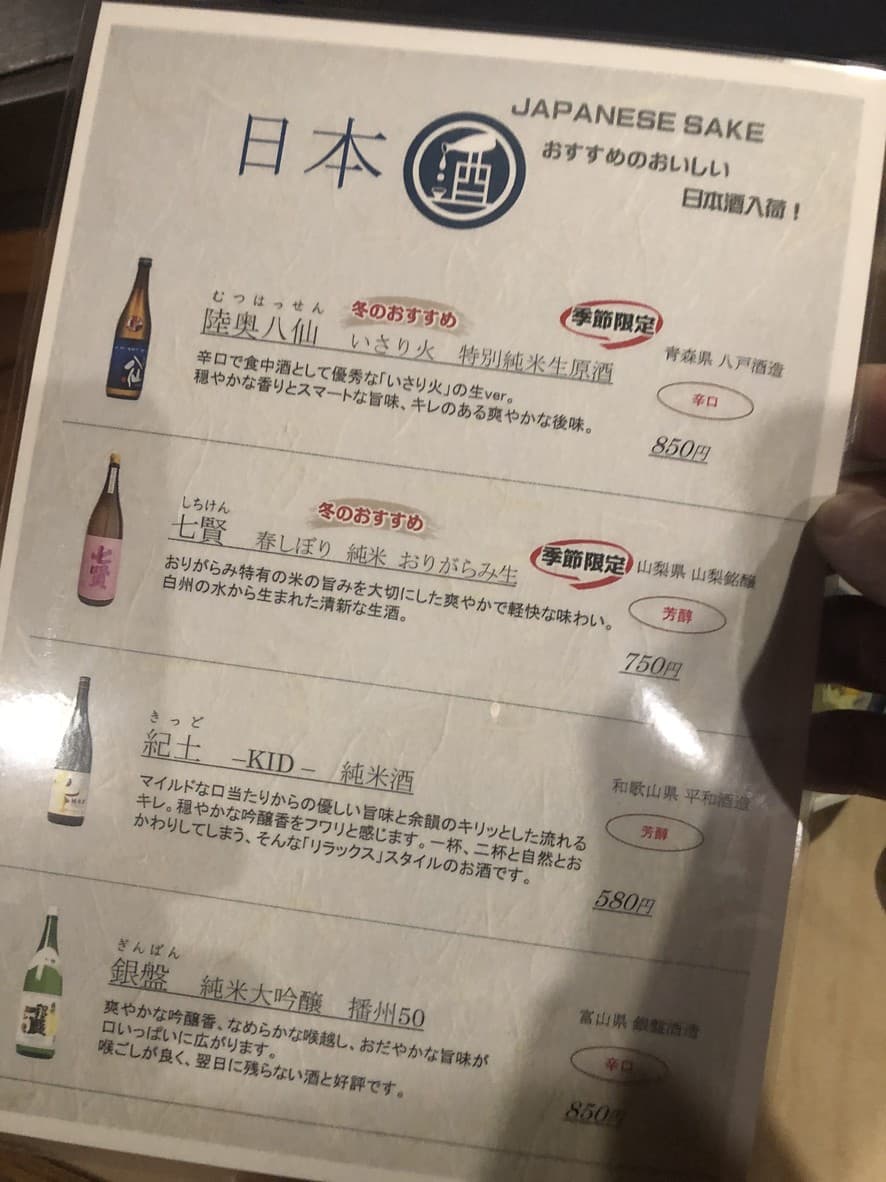 日本酒
JAPANESE SAKE
おすすめのおいしい
日本酒入荷！
むつはっせん
陸奥八仙 いさり火 特別純米生原酒
冬のおすすめ
季節限定
青森県 八戸酒造
辛口で食中酒として優秀な「いさり火」の生ver。
穏やかな香りとスマートな旨味、キレのある爽やかな後味。
辛口
850円
しちけん
七賢 春しぼり 純米 おりがらみ生
冬のおすすめ
季節限定
山梨県 山梨銘醸
おりがらみ特有の米の旨みを大切にした爽やかで軽快な味わい。
白州の水から生まれた清新な生酒。
芳醇
750円
七賢
きっど
紀土 –KID– 純米酒
和歌山県 平和酒造
マイルドな口当たりからの優しい旨味と余韻のキリッとした流れる
キレ。穏やかな吟醸香をフワリと感じます。一杯、二杯と自然とお
かわりしてしまう、そんな「リラックス」スタイルのお酒です。
芳醇
580円
ぎんばん
銀盤 純米大吟醸 播州50
富山県 銀盤酒造
爽やかな吟醸香、なめらかな喉越し、おだやかな旨味が
口いっぱいに広がります。
喉ごしが良く、翌日に残らない酒と好評です。
辛口
850円